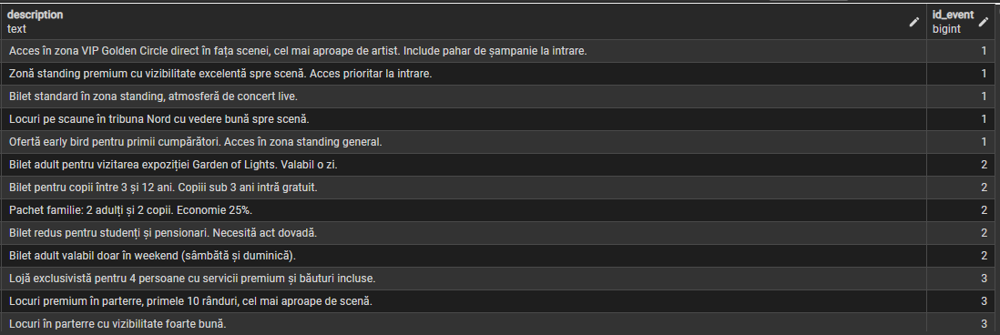 description id_event
text bigint
Acces în zona VIP Golden Circle direct în fața scenei, cel mai aproape de artist. Include pahar de șampanie la intrare. 1
Zonă standing premium cu vizibilitate excelentă spre scenă. Acces prioritar la intrare. 1
Bilet standard în zona standing, atmosferă de concert live. 1
Locuri pe scaune în tribuna Nord cu vedere bună spre scenă. 1
Ofertă early bird pentru primii cumpărători. Acces în zona standing general. 1
Bilet adult pentru vizitarea expoziției Garden of Lights. Valabil o zi. 2
Bilet pentru copii între 3 și 12 ani. Copiii sub 3 ani intră gratuit. 2
Pachet familie: 2 adulți și 2 copii. Economie 25%. 2
Bilet redus pentru studenți și pensionari. Necesită act dovadă. 2
Bilet adult valabil doar în weekend (sâmbătă și duminică). 2
Lojă exclusivistă pentru 4 persoane cu servicii premium și băuturi incluse. 3
Locuri premium în parterre, primele 10 rânduri, cel mai aproape de scenă. 3
Locuri în parterre cu vizibilitate foarte bună. 3